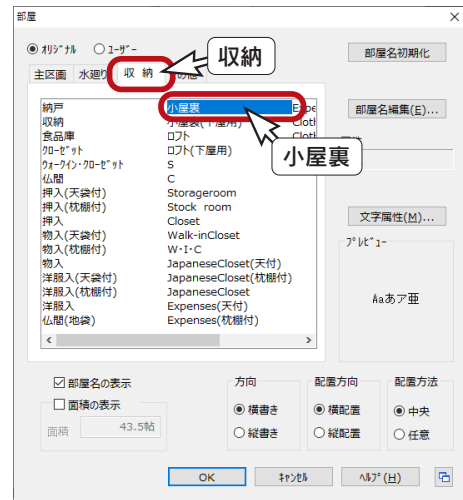 部屋
ｵﾘｼﾞﾅﾙ ﾕｰｻﾞｰ
収納
部屋名初期化
主区画 水廻り 収 納
納戸 小屋裏
収納 小屋裏(下屋用)
食品庫 ロフト
ｸﾛｰｾﾞｯﾄ ロフト(下屋用)
ｳｫｰｸｲﾝ･ｸﾛｰｾﾞｯﾄ S
仏間 C
押入(天袋付) Storageroom
押入(枕棚付) Stock room
押入 Closet
物入(天袋付) Walk-inCloset
物入(枕棚付) W･I･C
物入 JapaneseCloset(天付)
洋服入(天袋付) JapaneseCloset(枕棚付)
洋服入(枕棚付) JapaneseCloset
洋服入 Expenses(天付)
仏間(地袋) Expenses(枕棚付)
小屋裏
部屋名編集(E)...
文字属性(M)...
ﾌﾟﾚﾋﾞｭｰ
Aaあア亜
部屋名の表示
面積の表示
面積 43.5帖
方向
横書き
縦書き
配置方向
横配置
縦配置
配置方法
中央
任意
OK ｷｬﾝｾﾙ ﾍﾙﾌﾟ(H)